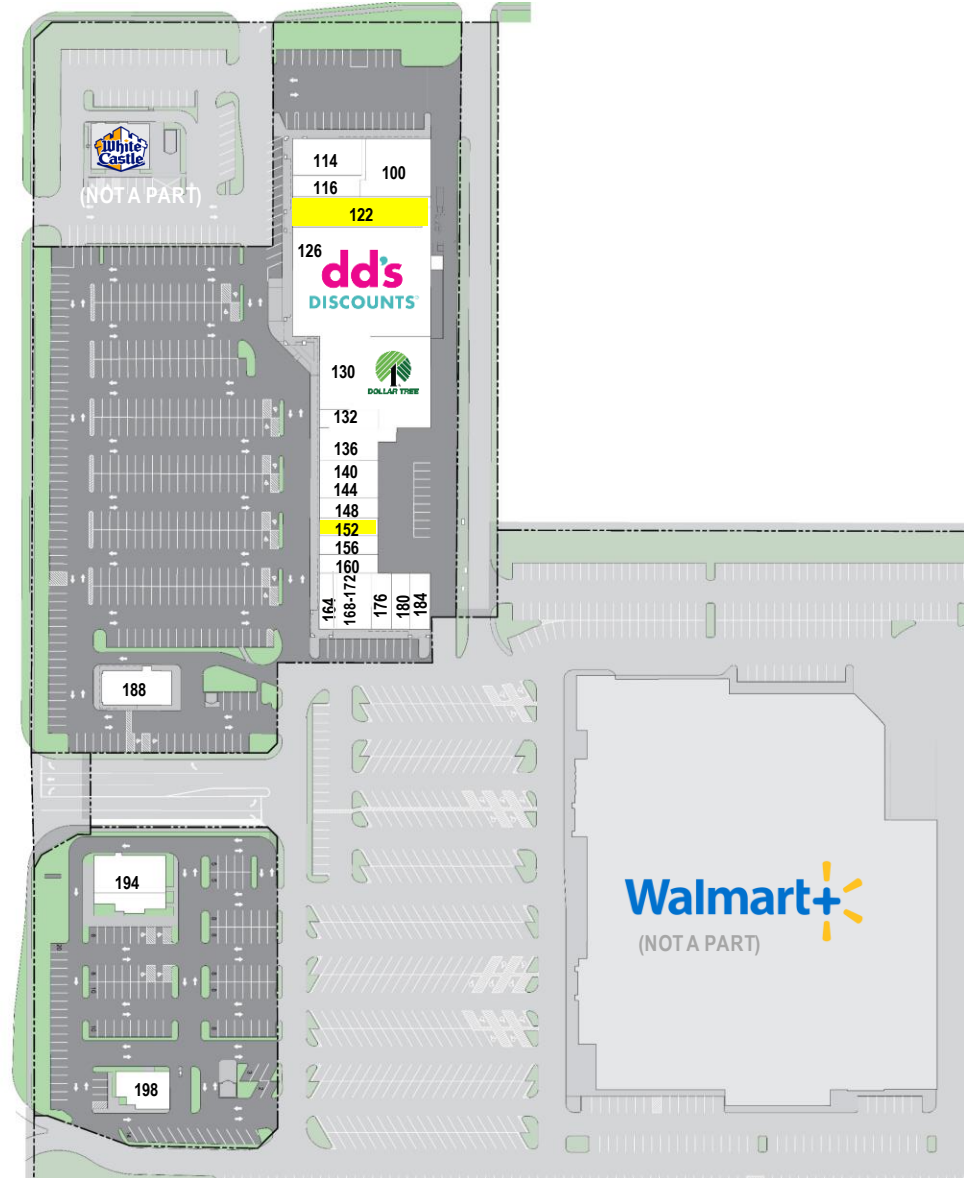 White
Castle
(NOT A PART)
114
100
116
122
126
dd's
DISCOUNTS
130
DOLLAR TREE
132
136
140
144
148
152
156
160
164
168-172
176
180
184
188
194
198
Walmart+
(NOT A PART)